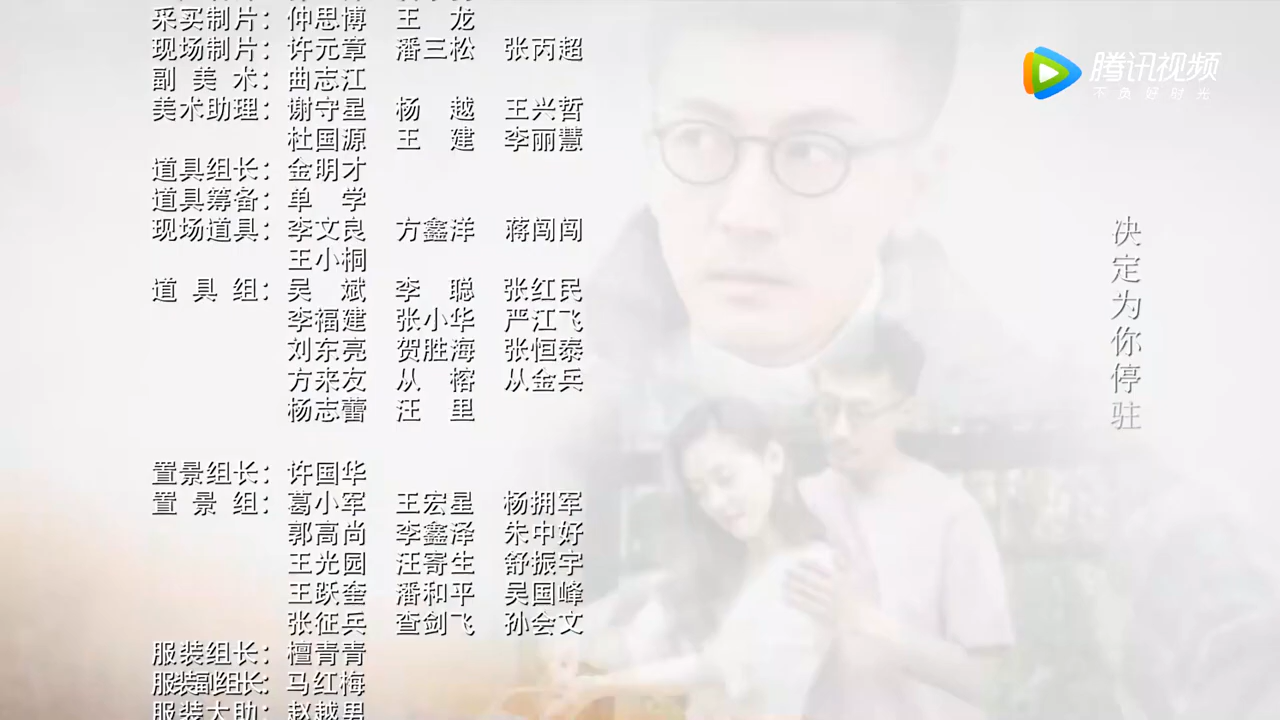 采买制片：仲思博 王 龙
现场制片：许元章 潘三松 张丙超
副 美 术：曲志江
美术助理：谢守星 杨 越 王兴哲
杜国源 王 建 李丽慧
道具组长：金明才
道具筹备：单 学
现场道具：李文良 方鑫洋 蒋闯闯
王小桐
道 具 组：吴 斌 李 聪 张红民
李福建 张小华 严江飞
刘东亮 贺胜海 张恒泰
方来友 从 榕 从金兵
杨志蕾 汪 里
置景组长：许国华
置 景 组：葛小军 王宏星 杨拥军
郭高尚 李鑫泽 朱中好
王光园 汪寄生 舒振宇
王跃奎 潘和平 吴国峰
张征兵 查剑飞 孙会文
服装组长：檀青青
服装副组长：马红梅
服装大助：赵越男
腾讯视频
不负好时光
决定为你停驻